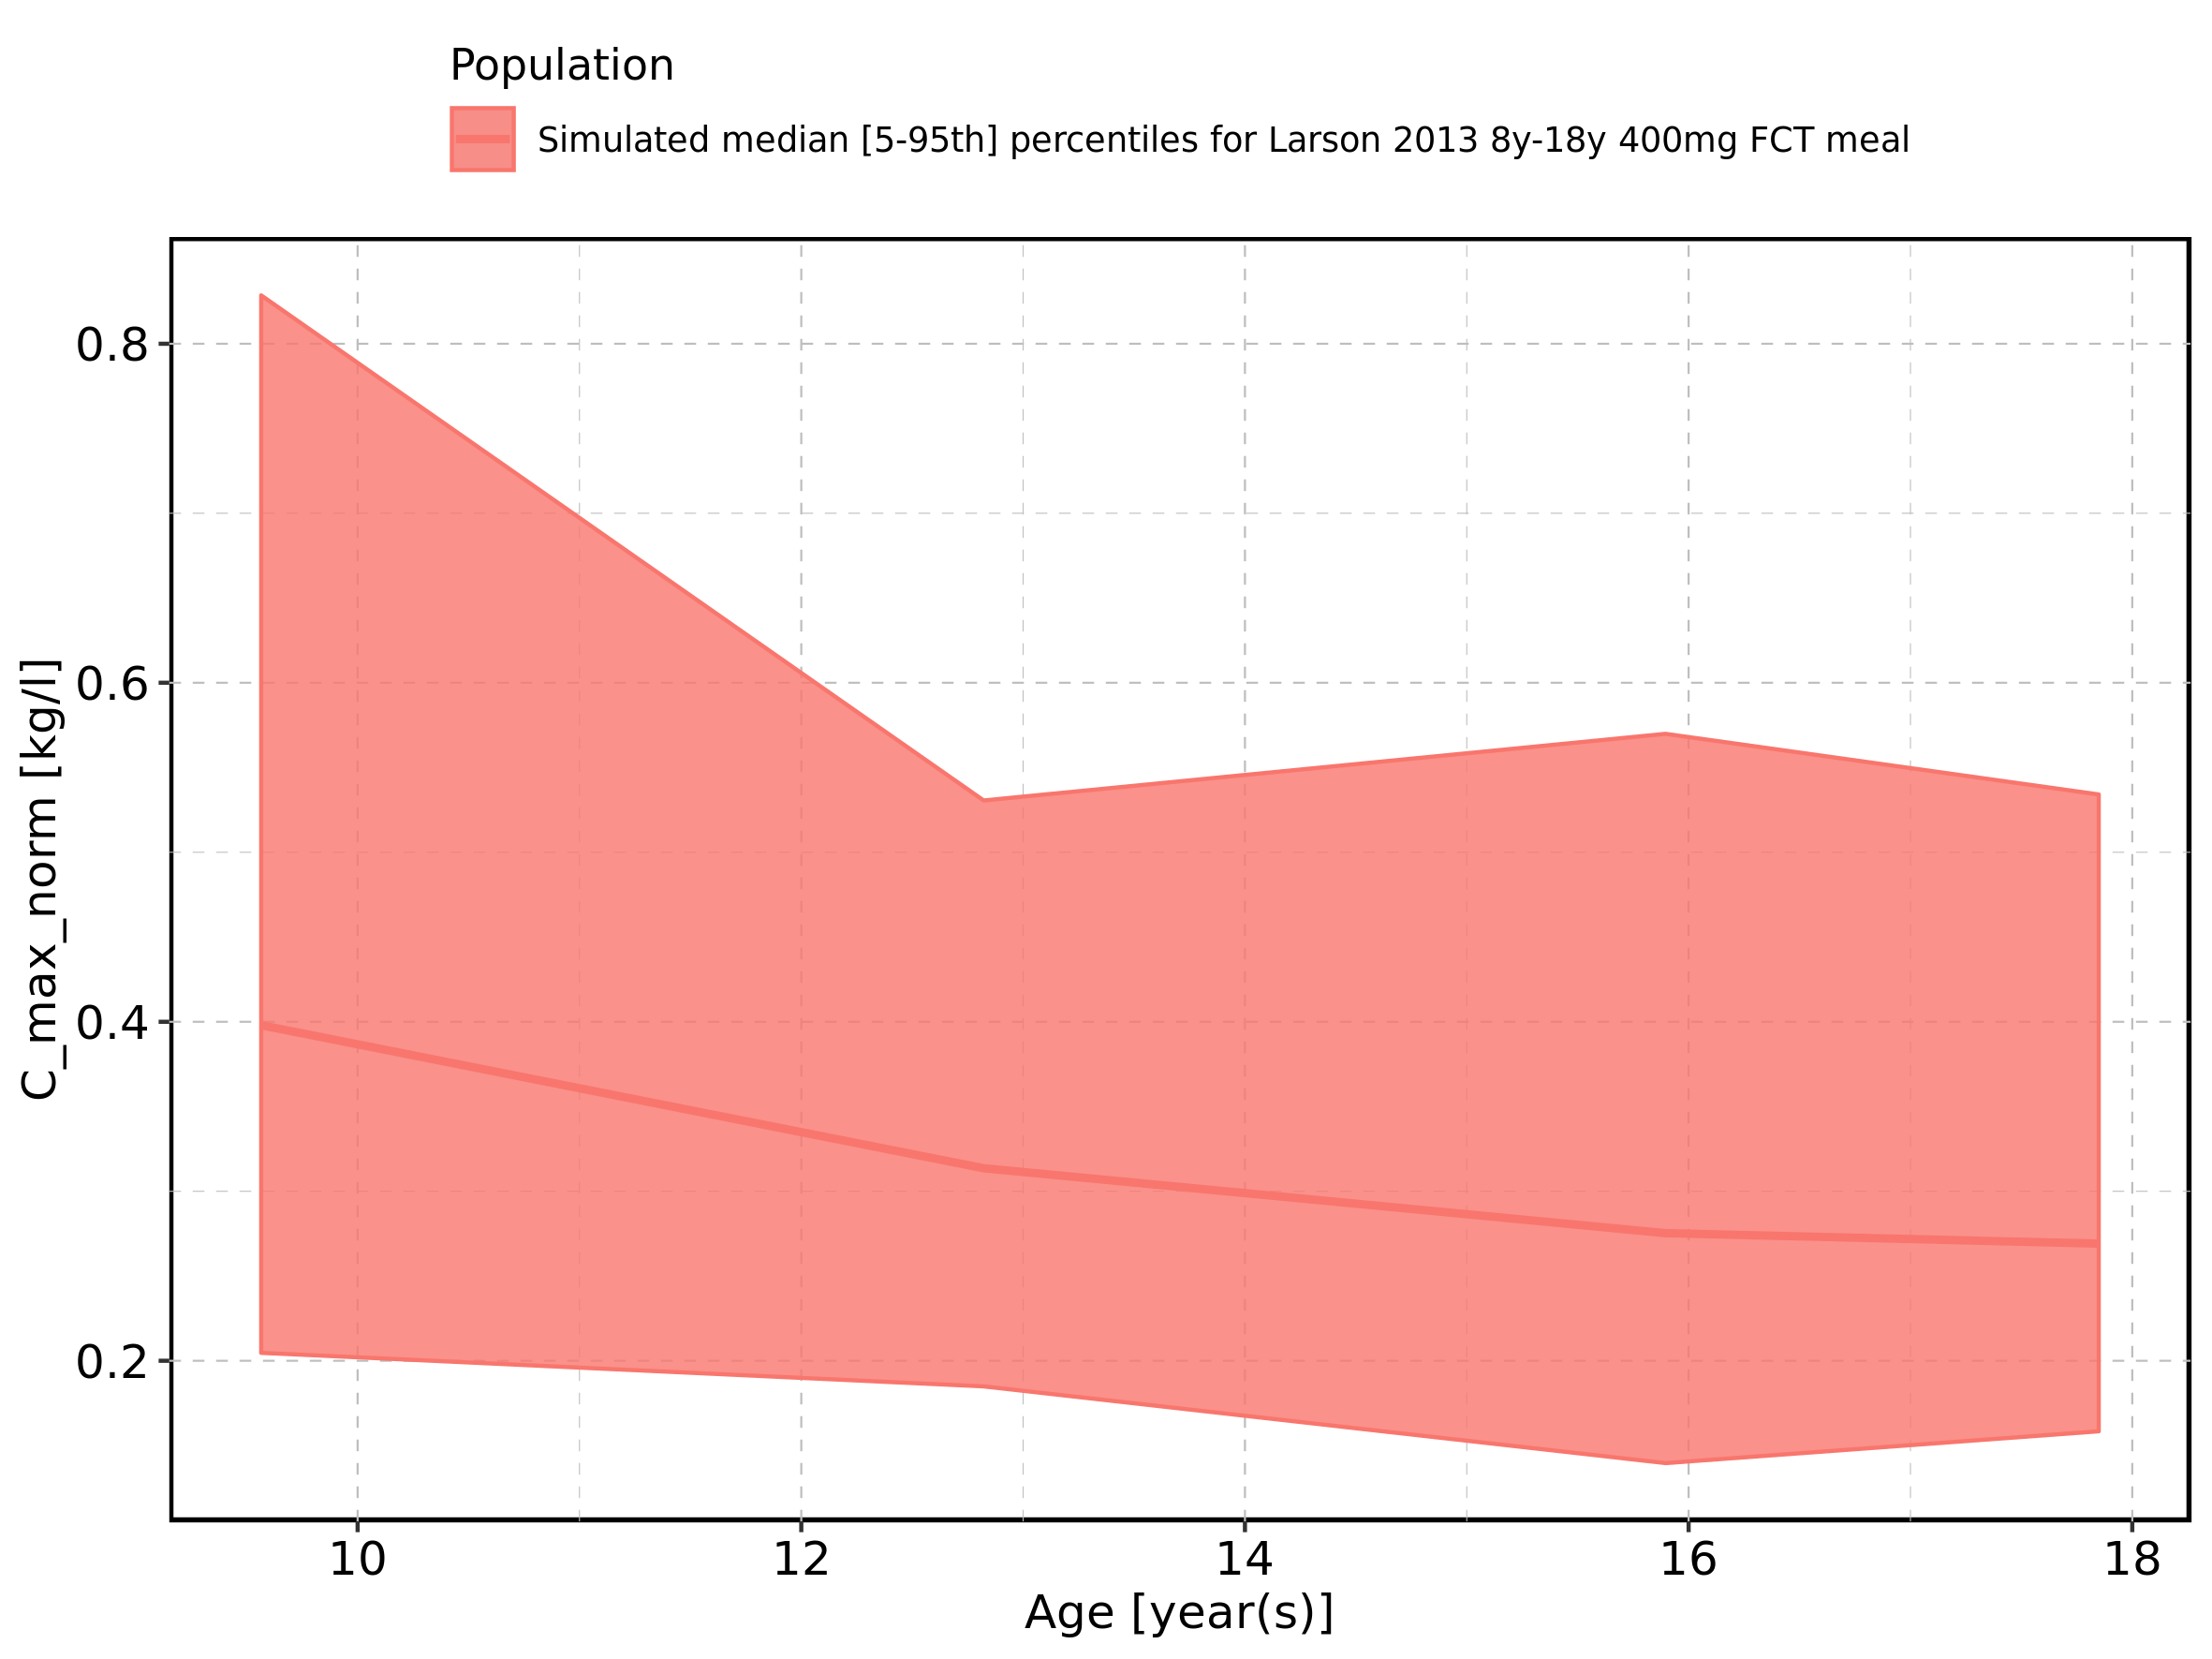 Population
Simulated median [5-95th] percentiles for Larson 2013 8y-18y 400mg FCT meal
C_max_norm [kg/l]
0.8
0.6
0.4
0.2
10 12 14 16 18
Age [year(s)]